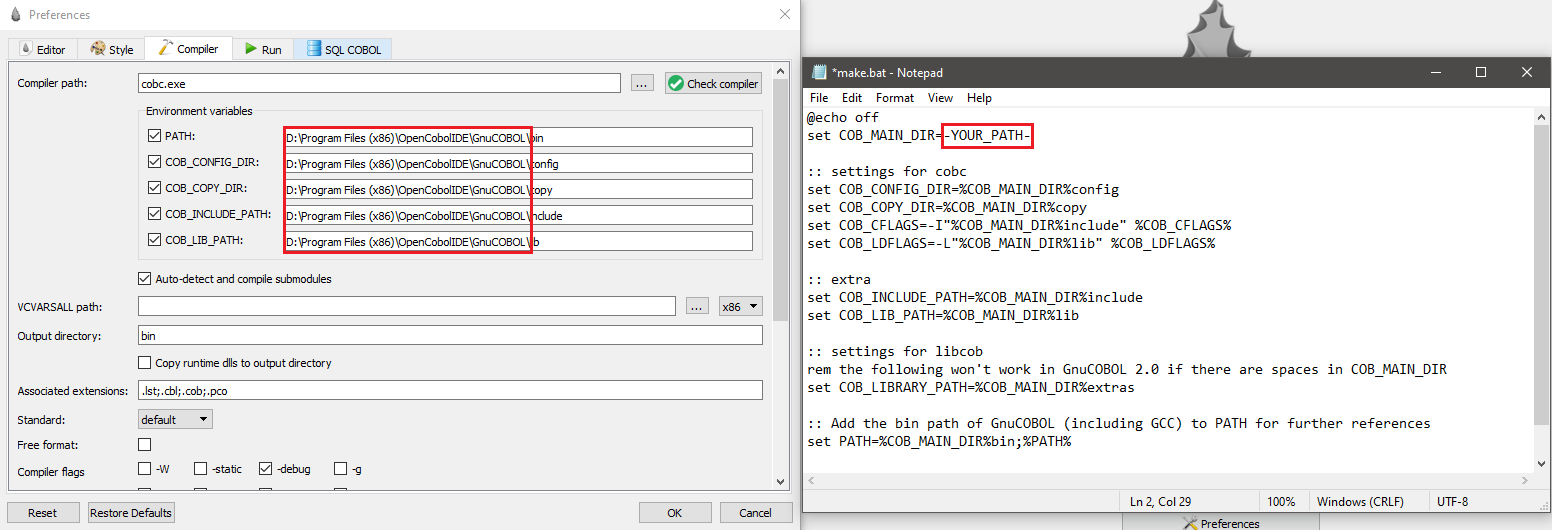 Preferences
Editor
Style
Compiler
Run
SQL COBOL
Compiler path:
cobc.exe
...
Check compiler
Environment variables
PATH:
D:\Program Files (x86)\OpenCobolIDE\GnuCOBOL\bin
COB_CONFIG_DIR:
D:\Program Files (x86)\OpenCobolIDE\GnuCOBOL\config
COB_COPY_DIR:
D:\Program Files (x86)\OpenCobolIDE\GnuCOBOL\copy
COB_INCLUDE_PATH:
D:\Program Files (x86)\OpenCobolIDE\GnuCOBOL\include
COB_LIB_PATH:
D:\Program Files (x86)\OpenCobolIDE\GnuCOBOL\lib
Auto-detect and compile submodules
VCVARSALL path:
...
x86
Output directory:
bin
Copy runtime dlls to output directory
Associated extensions:
.lst;.cbl;.cob;.pco
Standard:
default
Free format:
Compiler flags
-W
-static
-debug
-g
Reset
Restore Defaults
OK
Cancel
*make.bat - Notepad
File Edit Format View Help
@echo off
set COB_MAIN_DIR=-YOUR_PATH-
:: settings for cobc
set COB_CONFIG_DIR=%COB_MAIN_DIR%config
set COB_COPY_DIR=%COB_MAIN_DIR%copy
set COB_CFLAGS=-I"%COB_MAIN_DIR%include" %COB_CFLAGS%
set COB_LDFLAGS=-L"%COB_MAIN_DIR%lib" %COB_LDFLAGS%
:: extra
set COB_INCLUDE_PATH=%COB_MAIN_DIR%include
set COB_LIB_PATH=%COB_MAIN_DIR%lib
:: settings for libcob
rem the following won't work in GnuCOBOL 2.0 if there are spaces in COB_MAIN_DIR
set COB_LIBRARY_PATH=%COB_MAIN_DIR%extras
:: Add the bin path of GnuCOBOL (including GCC) to PATH for further references
set PATH=%COB_MAIN_DIR%bin;%PATH%
Ln 2, Col 29
100%
Windows (CRLF)
UTF-8
Preferences